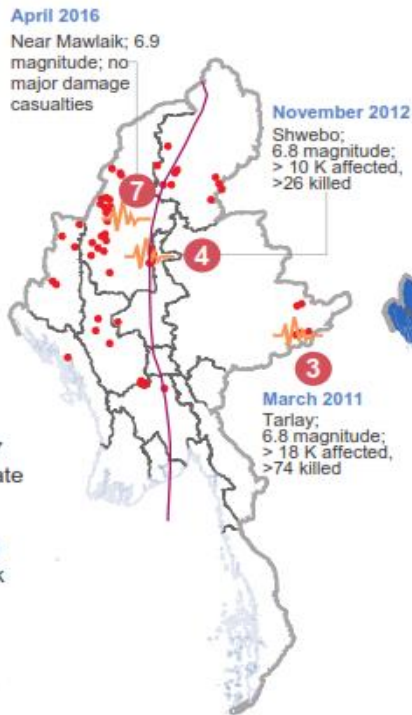 April 2016
Near Mawlaik; 6.9
magnitude; no
major damage
casualties
November 2012
Shwebo;
6.8 magnitude;
> 10 K affected,
>26 killed
7
4
3
March 2011
Tarlay;
6.8 magnitude;
> 18 K affected,
>74 killed